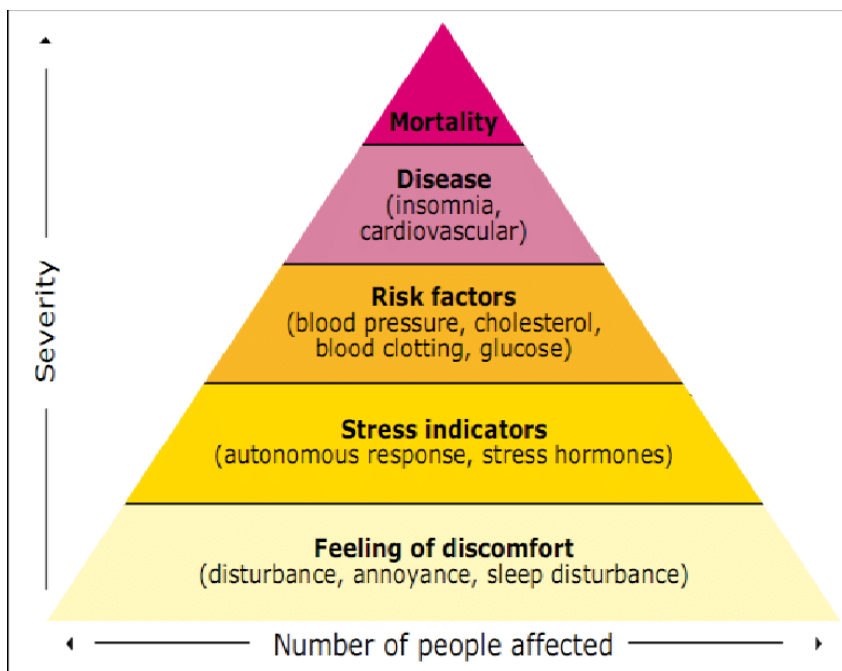 Mortality
Disease
(insomnia,
cardiovascular)
Risk factors
(blood pressure, cholesterol,
blood clotting, glucose)
Stress indicators
(autonomous response, stress hormones)
Feeling of discomfort
(disturbance, annoyance, sleep disturbance)
Severity
Number of people affected